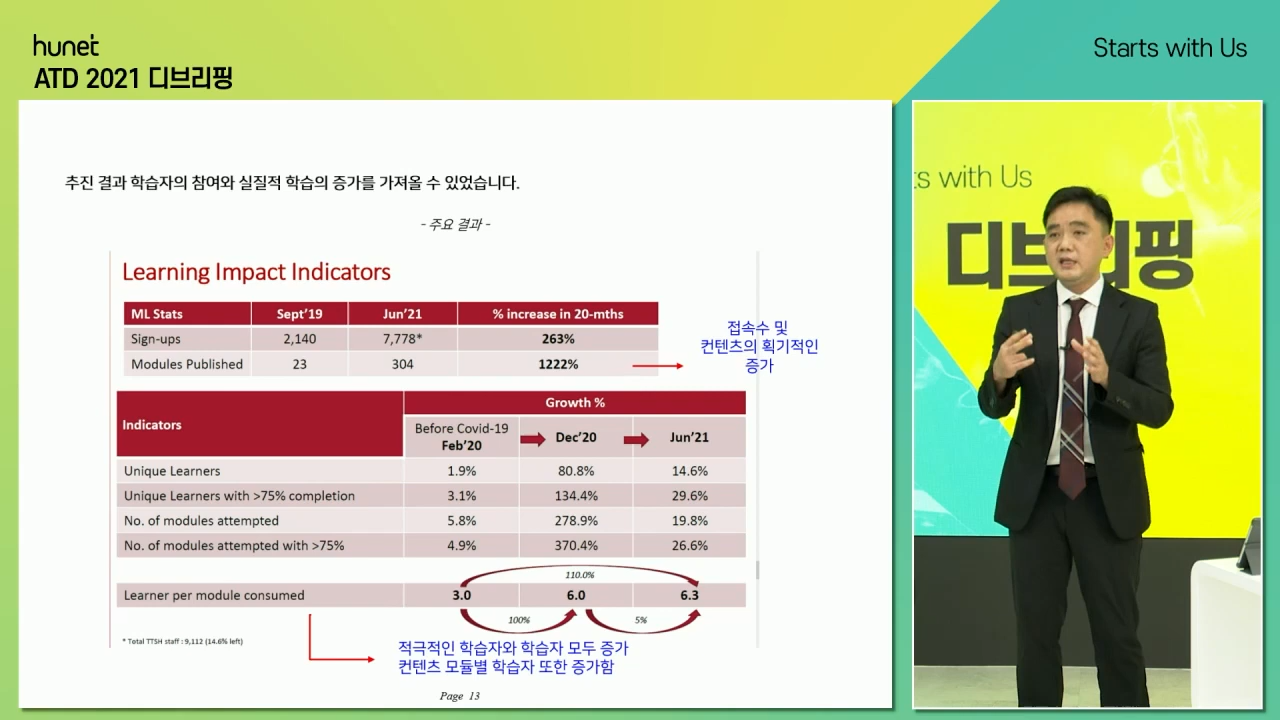 hunet
ATD 2021 디브리핑
Starts with Us
추진 결과 학습자의 참여와 실질적 학습의 증가를 가져올 수 있었습니다.
- 주요 결과 -
Learning Impact Indicators
ML Stats Sept'19 Jun'21 % increase in 20-mths
Sign-ups 2,140 7,778* 263%
Modules Published 23 304 1222%
접속수 및
컨텐츠의 획기적인
증가
Indicators Growth %
Before Covid-19
Feb'20 Dec'20 Jun'21
Unique Learners 1.9% 80.8% 14.6%
Unique Learners with >75% completion 3.1% 134.4% 29.6%
No. of modules attempted 5.8% 278.9% 19.8%
No. of modules attempted with >75% 4.9% 370.4% 26.6%
110.0%
Learner per module consumed 3.0 6.0 6.3
100% 5%
* Total TTSH staff : 9,112 (14.6% left)
적극적인 학습자와 학습자 모두 증가
컨텐츠 모듈별 학습자 또한 증가함
Page 13
ts with Us
디브리핑